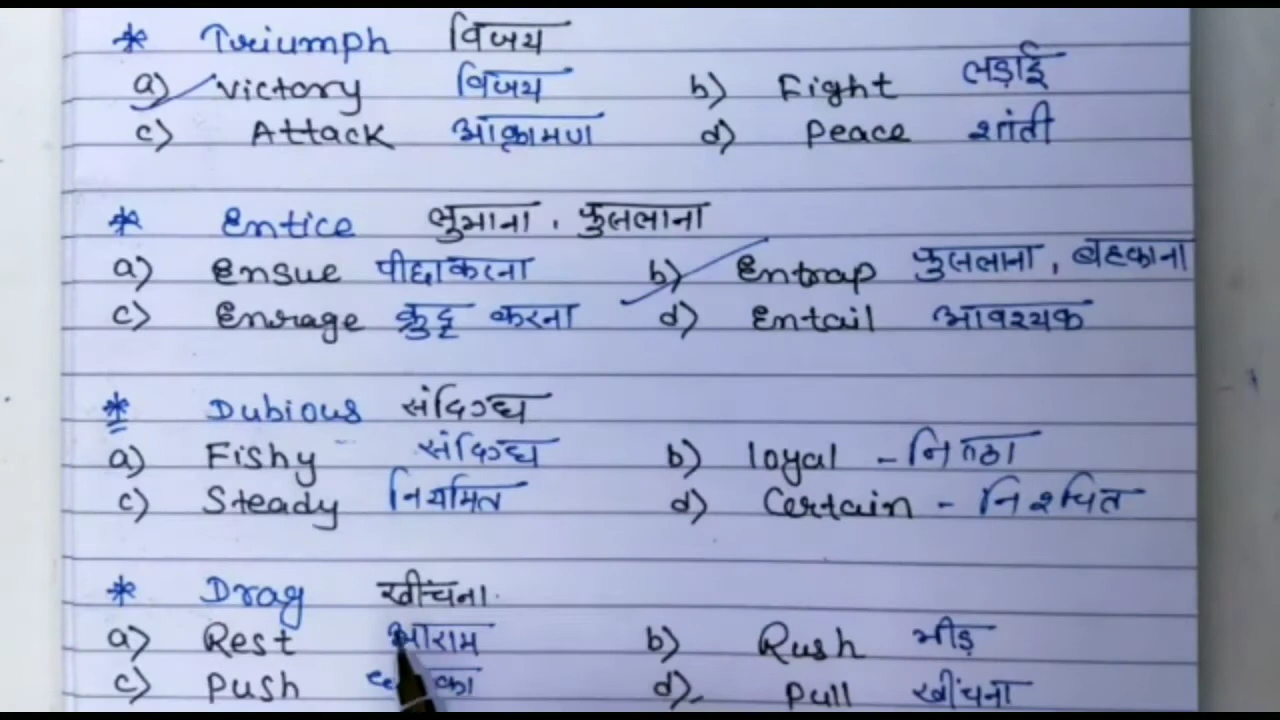 * Triumph विजय
a) Victory विजय b) Fight लड़ाई
c) Attack आक्रामण d) Peace शांती
* Entice लुभाना, फुसलाना
a) Ensue पीछा करना b) Entrap फुसलाना, बहकाना
c) Enrage क्रुद्ध करना d) Entail आवश्यक
* Dubious संदिग्ध
a) Fishy संदिग्ध b) loyal - निष्ठा
c) Steady नियमित d) Certain - निश्चित
* Drag खींचना
a) Rest आराम b) Rush भीड़
c) Push d) Pull खींचना